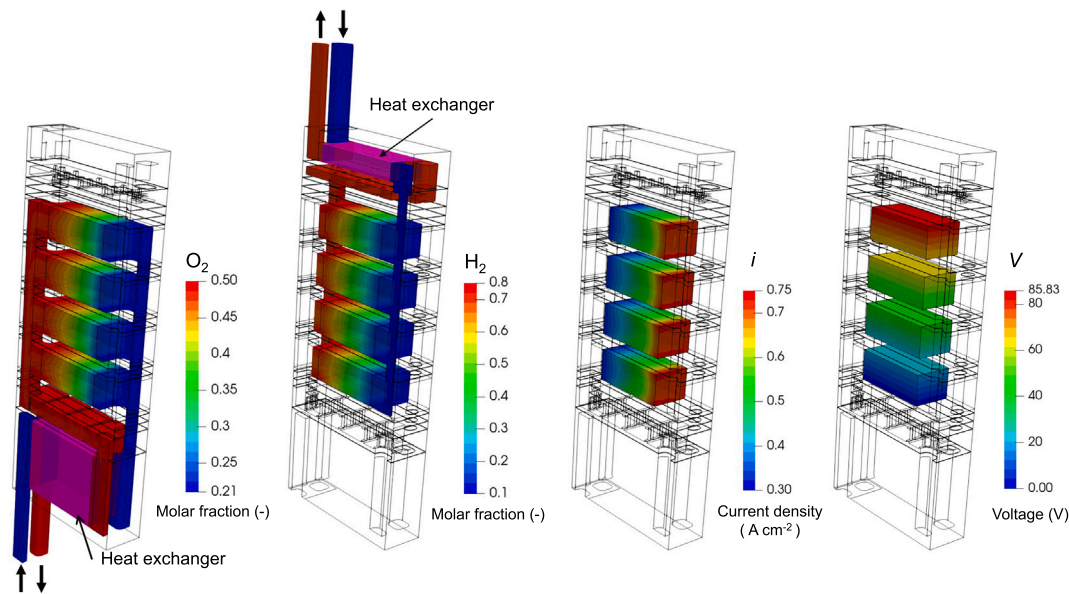 Heat exchanger
O2
0.50
0.45
0.4
0.35
0.3
0.25
0.21
Molar fraction (-)
Heat exchanger
H2
0.8
0.7
0.6
0.5
0.4
0.3
0.2
0.1
Molar fraction (-)
i
0.75
0.7
0.6
0.5
0.4
0.30
Current density
( A cm-2 )
V
85.83
80
60
40
20
0.00
Voltage (V)